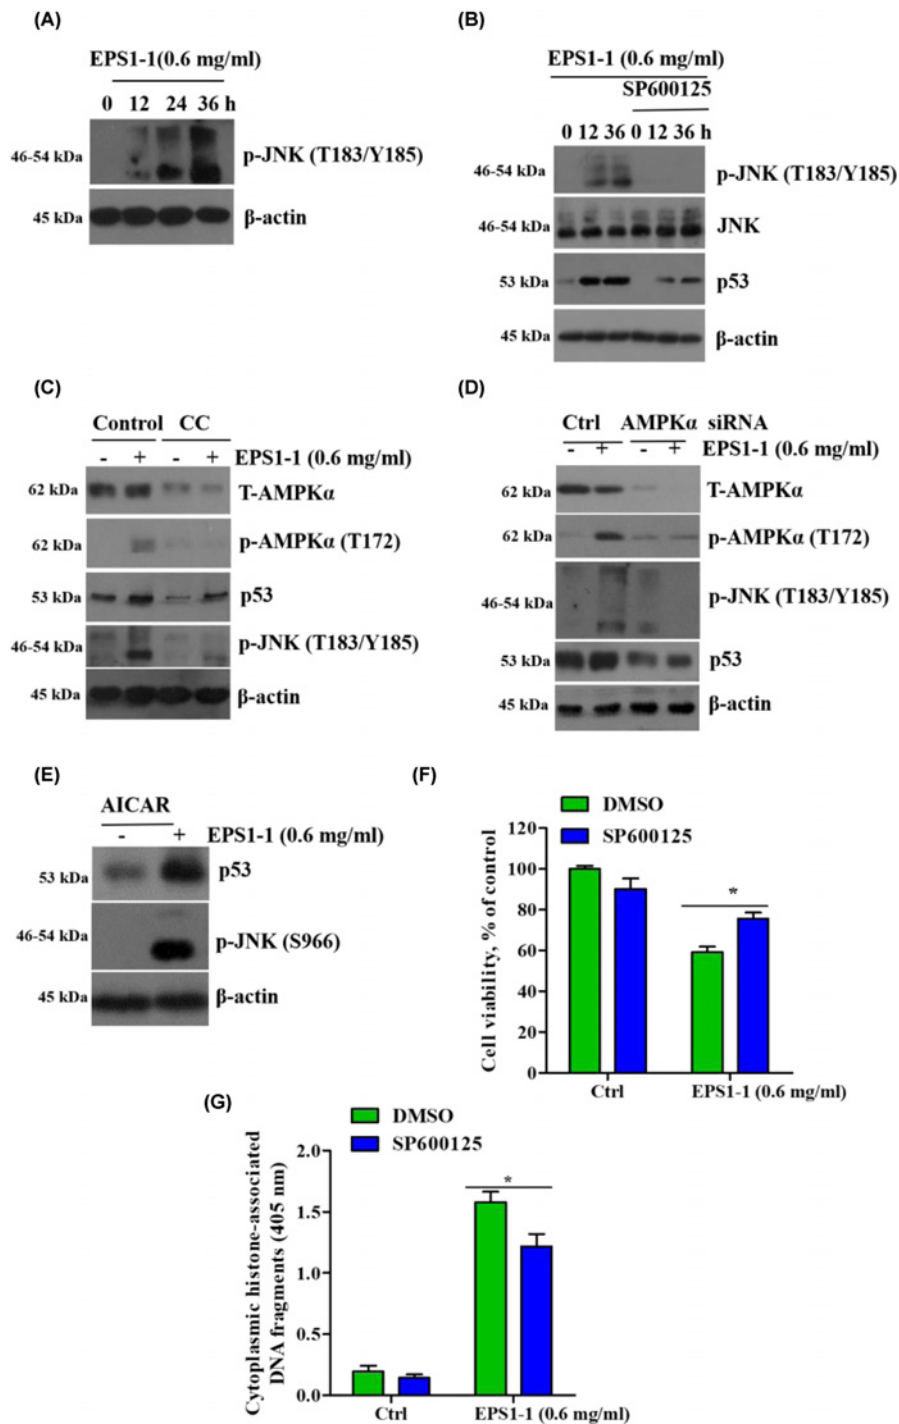 (A)
EPS1-1(0.6 mg/ml)
0 12 24 36 h
46-54 kDa
p-JNK (T183/Y185)
45 kDa
β-actin
(B)
EPS1-1 (0.6 mg/ml)
SP600125
0 12 36 0 12 36 h
46-54 kDa
p-JNK (T183/Y185)
46-54 kDa
JNK
53 kDa
p53
45 kDa
β-actin
(C)
Control CC
- + - + EPS1-1 (0.6 mg/ml)
62 kDa
T-AMPKα
62 kDa
p-AMPKα (T172)
53 kDa
p53
46-54 kDa
p-JNK (T183/Y185)
45 kDa
β-actin
(D)
Ctrl AMPKα siRNA
- + - + EPS1-1 (0.6 mg/ml)
62 kDa
T-AMPKα
62 kDa
p-AMPKα (T172)
46-54 kDa
p-JNK (T183/Y185)
53 kDa
p53
45 kDa
β-actin
(E)
AICAR
- + EPS1-1 (0.6 mg/ml)
53 kDa
p53
46-54 kDa
p-JNK (S966)
45 kDa
β-actin
(F)
DMSO
SP600125
Cell viability, % of control
120
100
80
60
40
20
0
*
Ctrl
EPS1-1 (0.6 mg/ml)
(G)
DMSO
SP600125
Cytoplasmic histone-associated
DNA fragments (405 nm)
2.0
1.5
1.0
0.5
0.0
*
Ctrl
EPS1-1 (0.6 mg/ml)